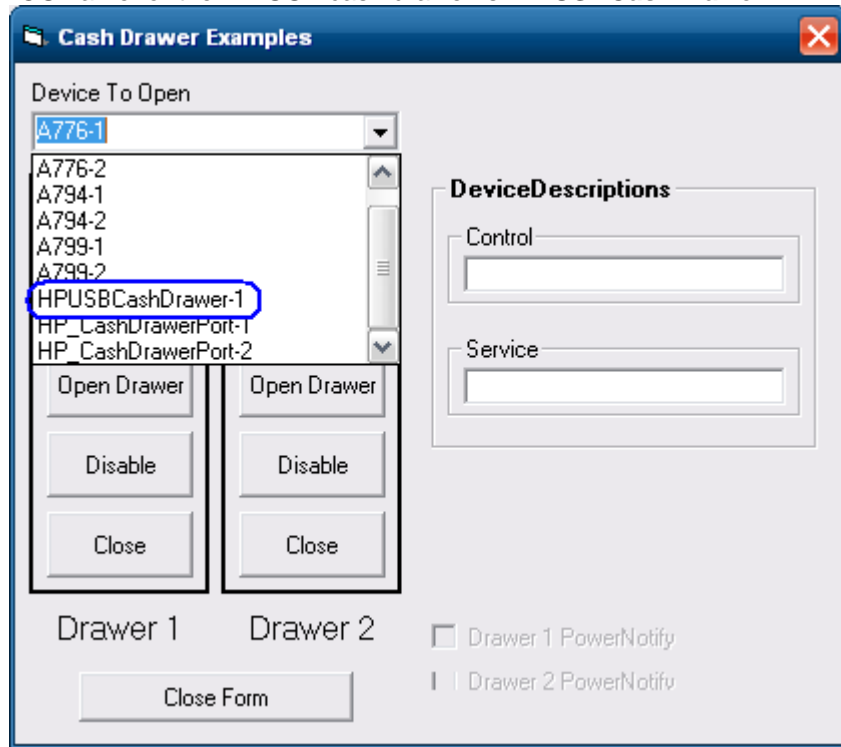 Cash Drawer Examples
Device To Open
A776-1
A776-2
A794-1
A794-2
A799-1
A799-2
HPUSBCashDrawer-1
HP_CashDrawerPort-1
HP_CashDrawerPort-2
DeviceDescriptions
Control
Service
Open Drawer Open Drawer
Disable Disable
Close Close
Drawer 1 Drawer 2
Drawer 1 PowerNotify
Drawer 2 PowerNotify
Close Form